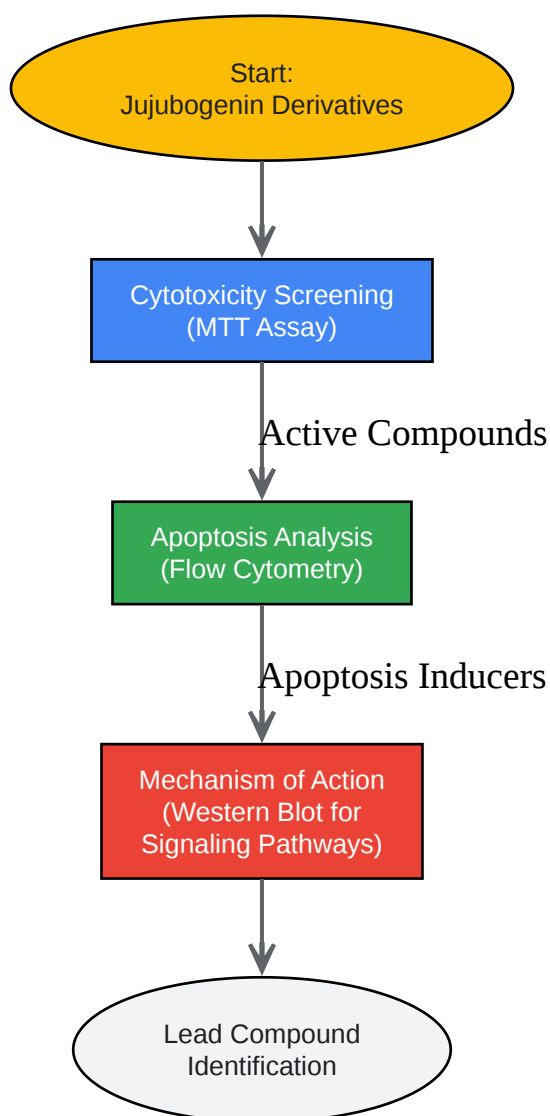 Start:
Jujubogenin Derivatives
Cytotoxicity Screening
(MTT Assay)
Active Compounds
Apoptosis Analysis
(Flow Cytometry)
Apoptosis Inducers
Mechanism of Action
(Western Blot for
Signaling Pathways)
Lead Compound
Identification